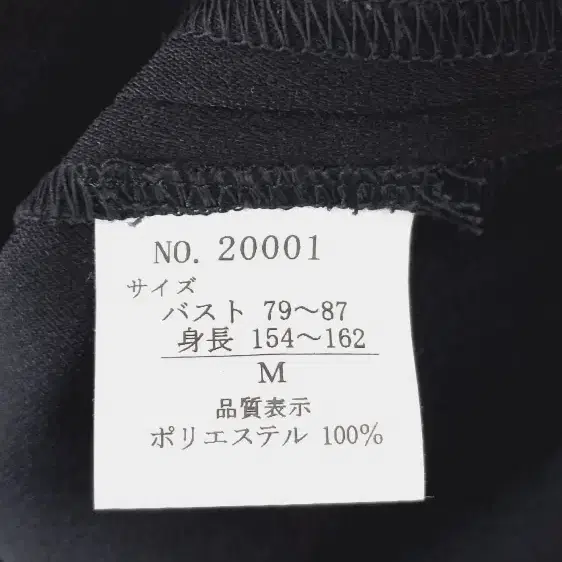 NO. 20001
サイズ
バスト 79～87
身長 154～162
M
品質表示
ポリエステル 100%